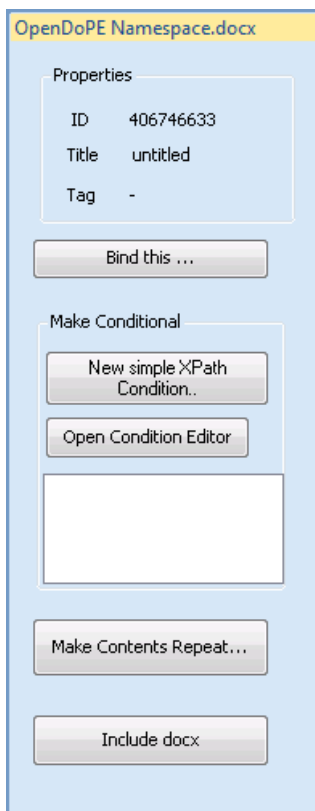 OpenDoPE Namespace.docx
Properties
ID 406746633
Title untitled
Tag -
Bind this ...
Make Conditional
New simple XPath
Condition..
Open Condition Editor
Make Contents Repeat...
Include docx